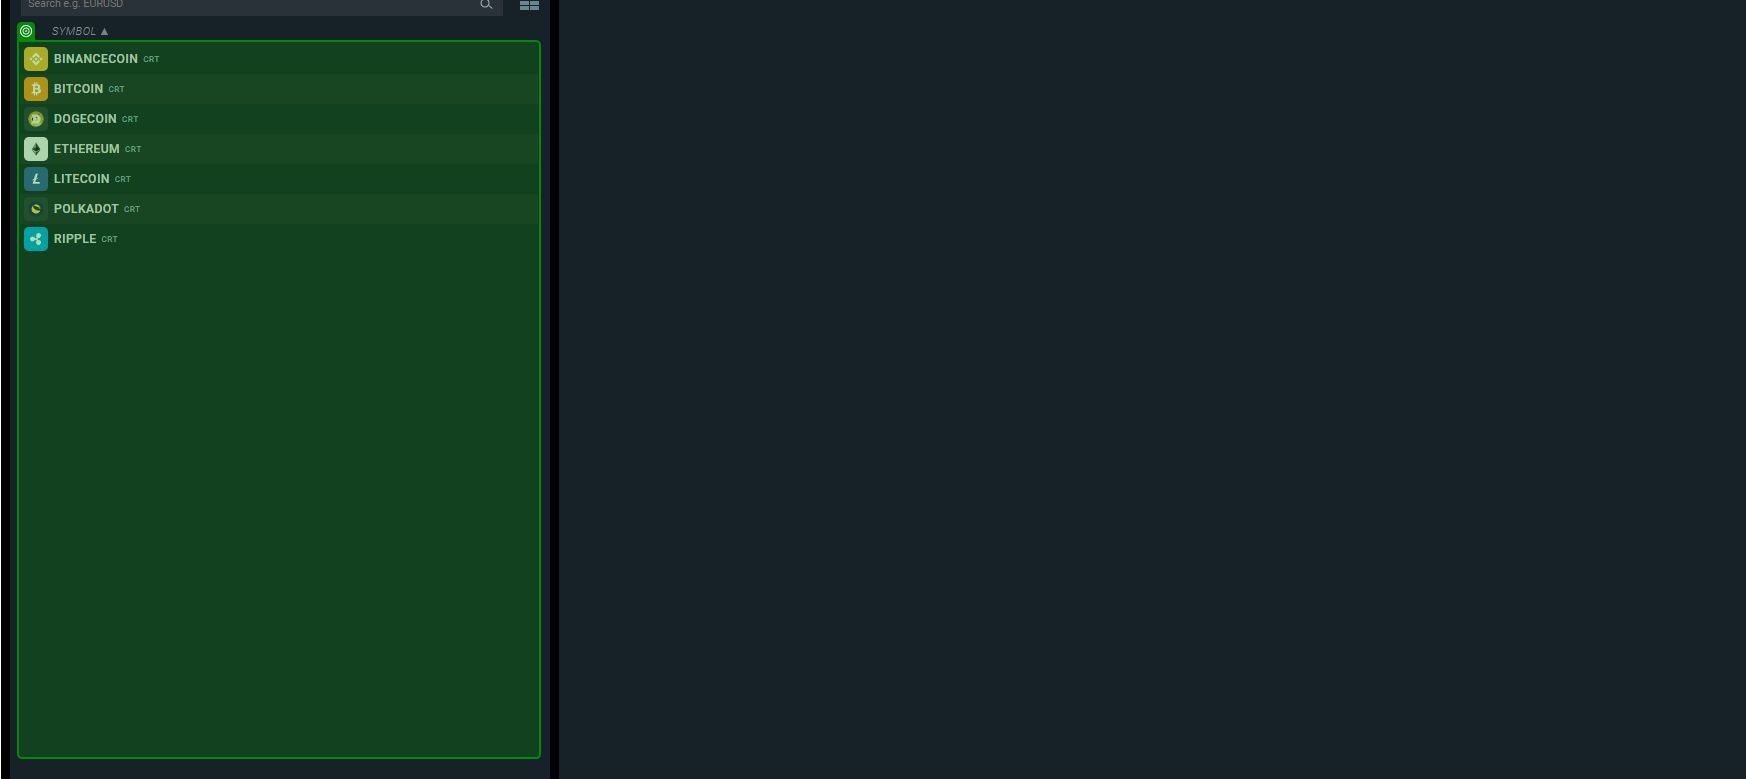 Search e.g. EURUSD
SYMBOL ▲
BINANCECOIN CRT
BITCOIN CRT
DOGECOIN CRT
ETHEREUM CRT
LITECOIN CRT
POLKADOT CRT
RIPPLE CRT